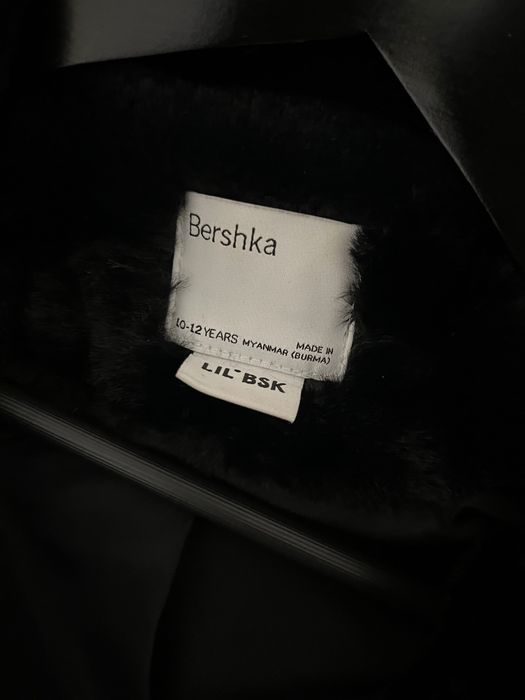 Bershka
10-12 YEARS
MADE IN
MYANMAR (BURMA)
LIL' BSK